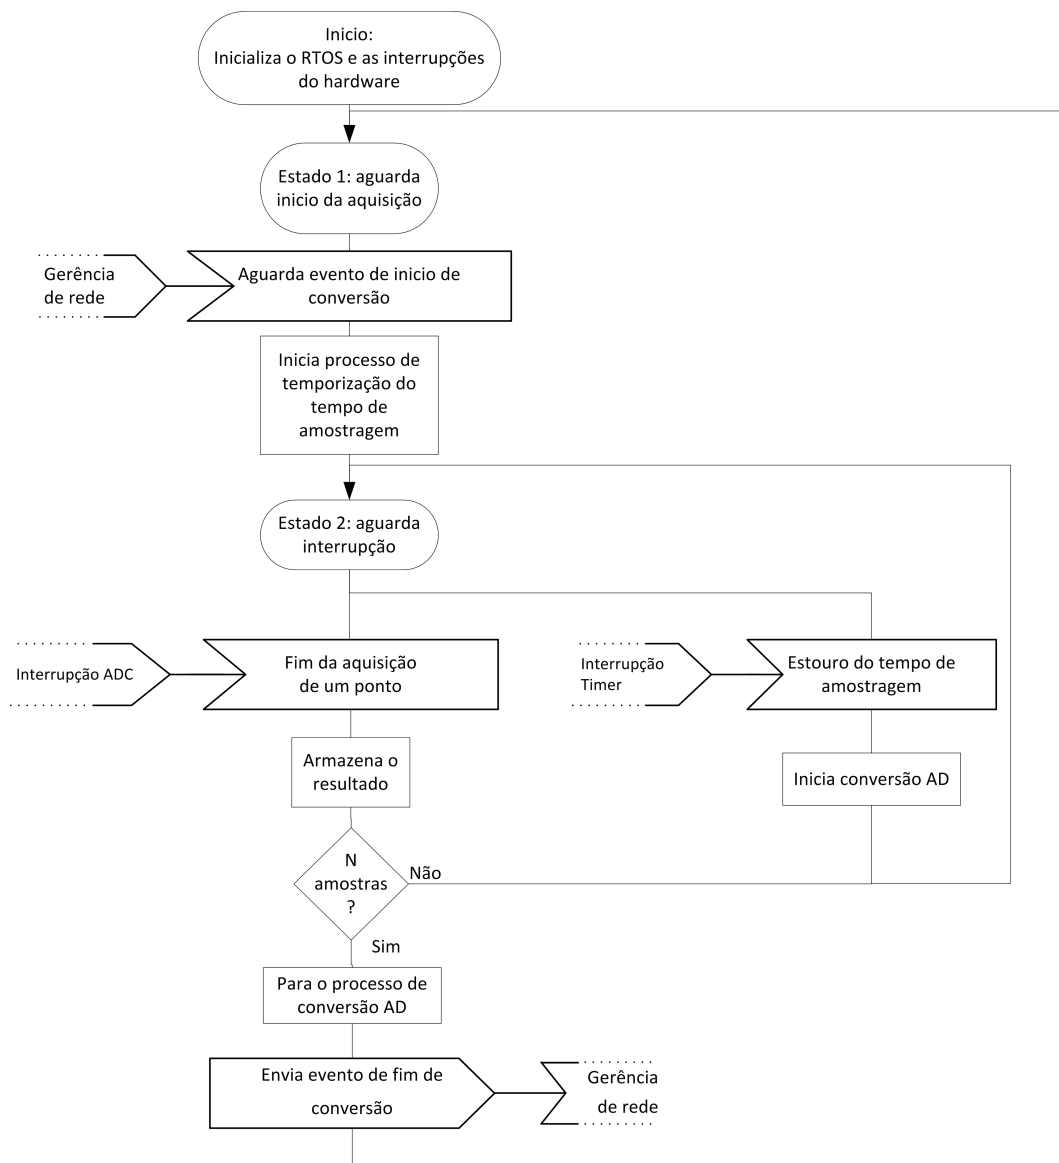 Inicio:
Inicializa o RTOS e as interrupções
do hardware
Estado 1: aguarda
inicio da aquisição
Gerência
de rede
Aguarda evento de inicio de
conversão
Inicia processo de
temporização do
tempo de
amostragem
Estado 2: aguarda
interrupção
Interrupção ADC
Fim da aquisição
de um ponto
Interrupção
Timer
Estouro do tempo de
amostragem
Armazena o
resultado
Inicia conversão AD
N
amostras
?
Não
Sim
Para o processo de
conversão AD
Envia evento de fim de
conversão
Gerência
de rede